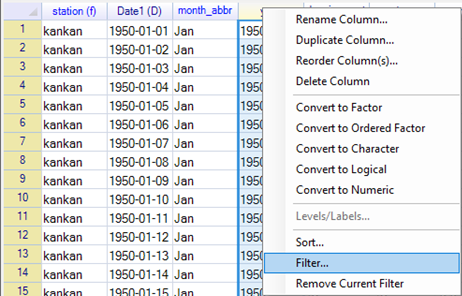 station (f) Date1 (D) month_abbr
1 kankan 1950-01-01 Jan 1950
2 kankan 1950-01-02 Jan 1950
3 kankan 1950-01-03 Jan 1950
4 kankan 1950-01-04 Jan 1950
5 kankan 1950-01-05 Jan 1950
6 kankan 1950-01-06 Jan 1950
7 kankan 1950-01-07 Jan 1950
8 kankan 1950-01-08 Jan 1950
9 kankan 1950-01-09 Jan 1950
10 kankan 1950-01-10 Jan 1950
11 kankan 1950-01-11 Jan 1950
12 kankan 1950-01-12 Jan 1950
13 kankan 1950-01-13 Jan 1950
14 kankan 1950-01-14 Jan 1950
15 kankan 1950-01-15 Jan 1950
Rename Column...
Duplicate Column...
Reorder Column(s)...
Delete Column
Convert to Factor
Convert to Ordered Factor
Convert to Character
Convert to Logical
Convert to Numeric
Levels/Labels...
Sort...
Filter...
Remove Current Filter